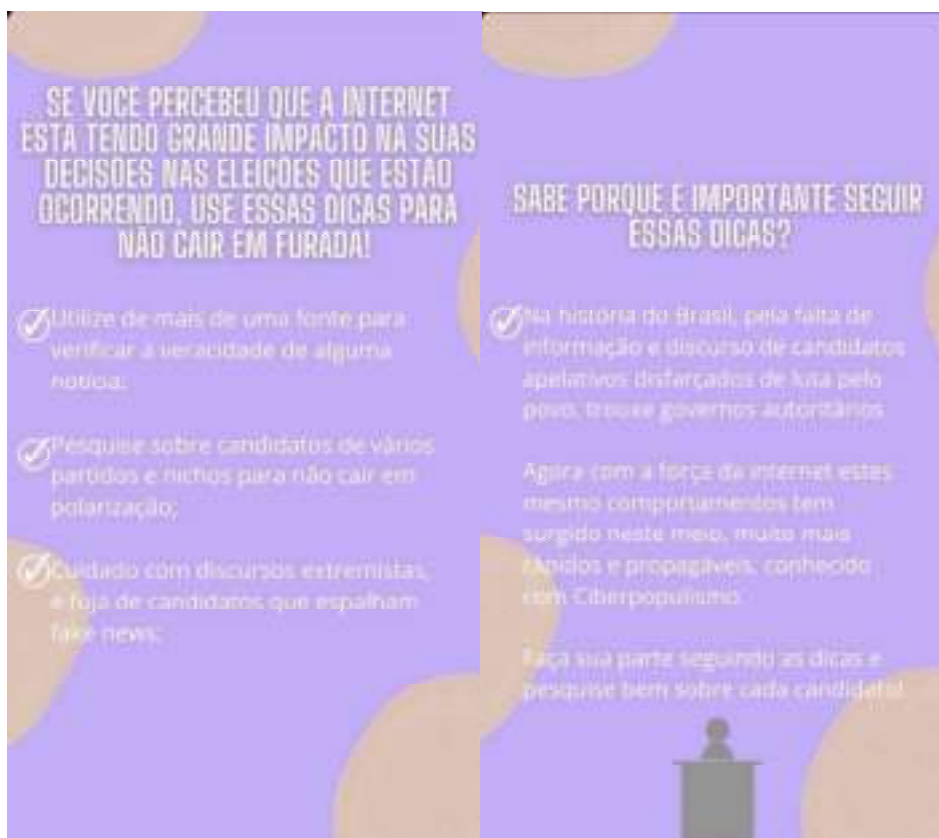 SE VOCE PERCEBEU QUE A INTERNET
ESTA TENDO GRANDE IMPACTO NA SUAS
DECISOES NAS ELEIÇOES QUE ESTÃO
OCORRENDO, USE ESSAS DICAS PARA
NÃO CAIR EM FURADA!
Utilize de mais de uma fonte para
verificar a veracidade de alguma
notícia;
Pesquise sobre candidatos de vários
partidos e nichos para não cair em
polarização;
Cuidado com discursos extremistas,
e fuja de candidatos que espalham
fake news;
SABE PORQUE E IMPORTANTE SEGUIR
ESSAS DICAS?
Na história do Brasil, pela falta de
informação e discurso de candidatos
apelativos disfarçados de luta pelo
povo, trouxe governos autoritários
Agora com a força da internet estes
mesmo comportamentos tem
surgido neste meio, muito mais
rápidos e propagáveis, conhecido
com Ciberpopulismo
Faça sua parte seguindo as dicas e
pesquise bem sobre cada candidato!